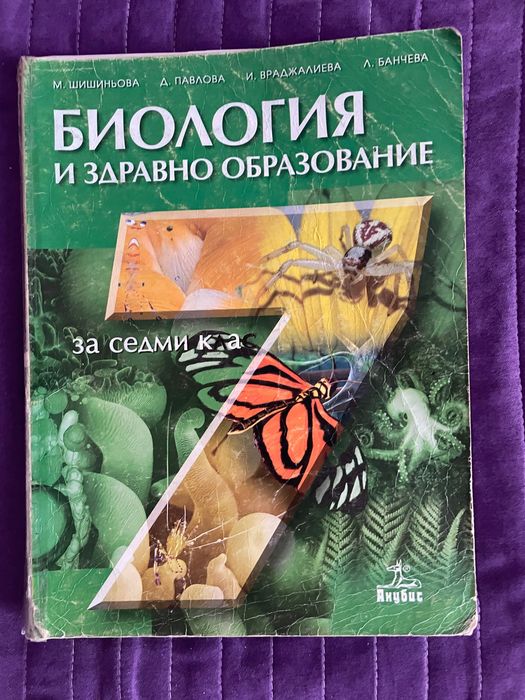 М. ШИШИНЬОВА Д. ПАВЛОВА И. ВРАДЖАЛИЕВА Л. БАНЧЕВА
БИОЛОГИЯ
И ЗДРАВНО ОБРАЗОВАНИЕ
7
за седми к а
Анубис